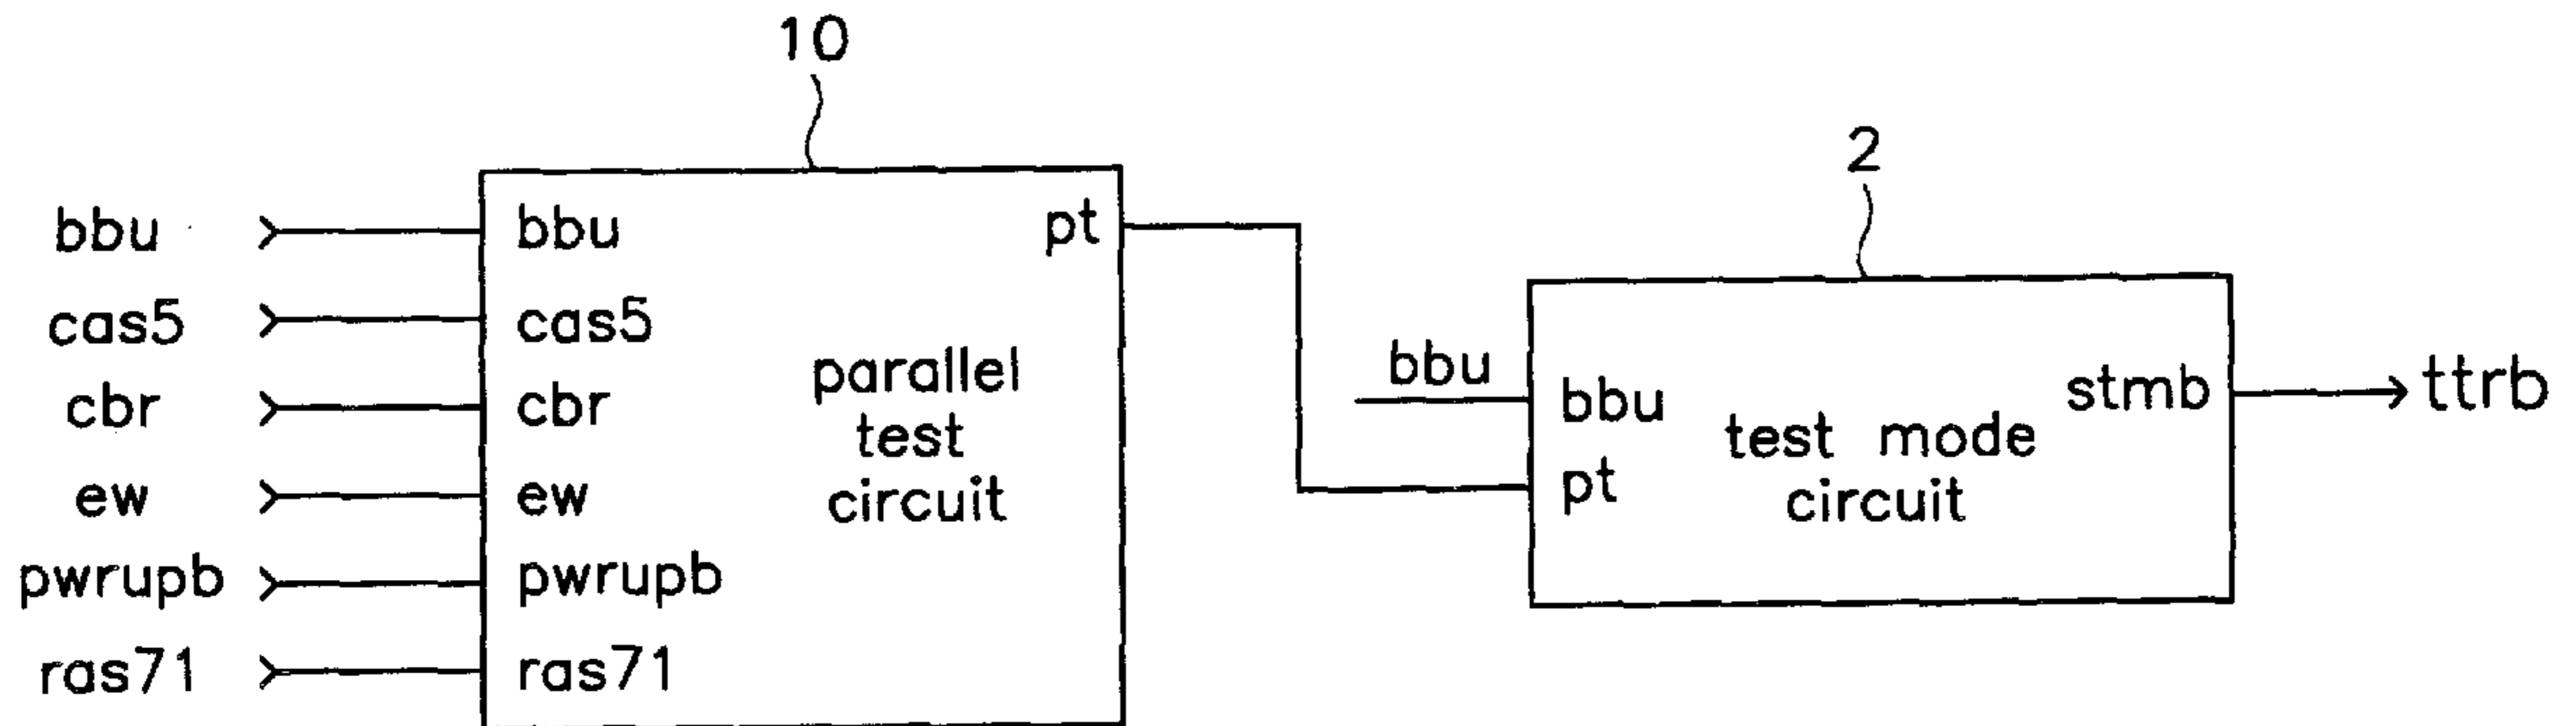 10
2
bbu
cas5
cbr
ew
pwrupb
ras71
bbu
cas5
cbr
ew
pwrupb
ras71
pt
parallel
test
circuit
bbu
bbu
pt
test mode
circuit
stmb
ttrb